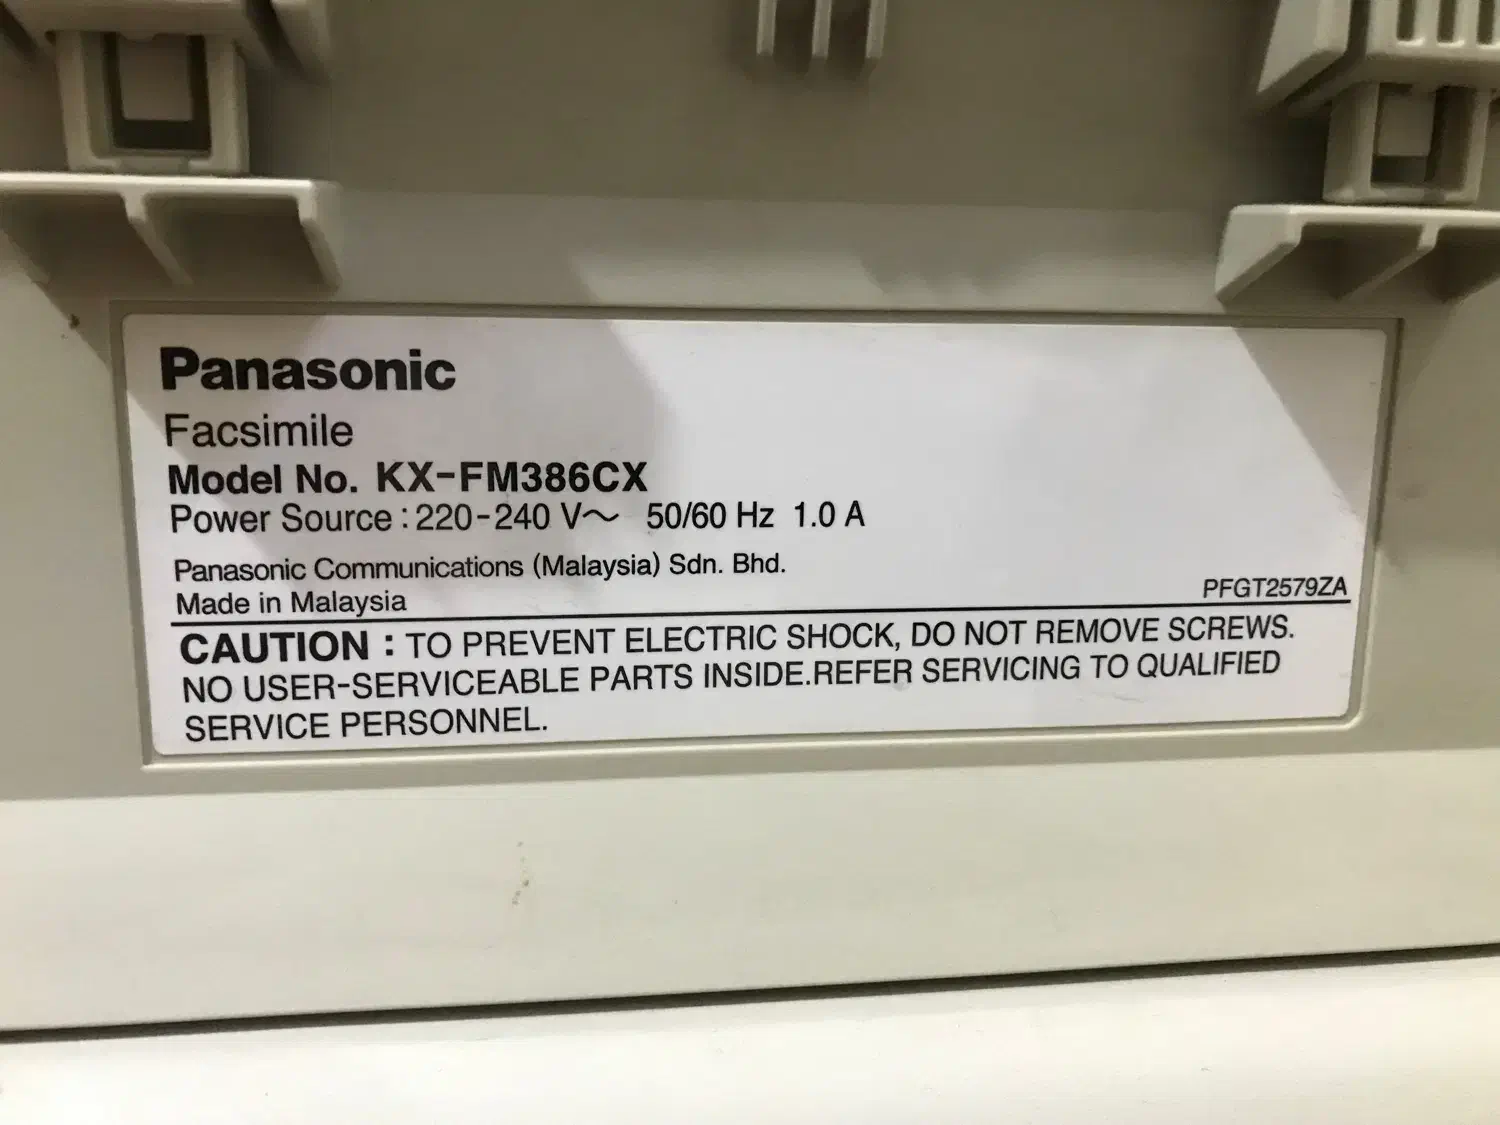 Panasonic
Facsimile
Model No. KX-FM386CX
Power Source : 220-240 V～ 50/60 Hz 1.0 A
Panasonic Communications (Malaysia) Sdn. Bhd.
Made in Malaysia
PFGT2579ZA
CAUTION : TO PREVENT ELECTRIC SHOCK, DO NOT REMOVE SCREWS.
NO USER-SERVICEABLE PARTS INSIDE.REFER SERVICING TO QUALIFIED
SERVICE PERSONNEL.